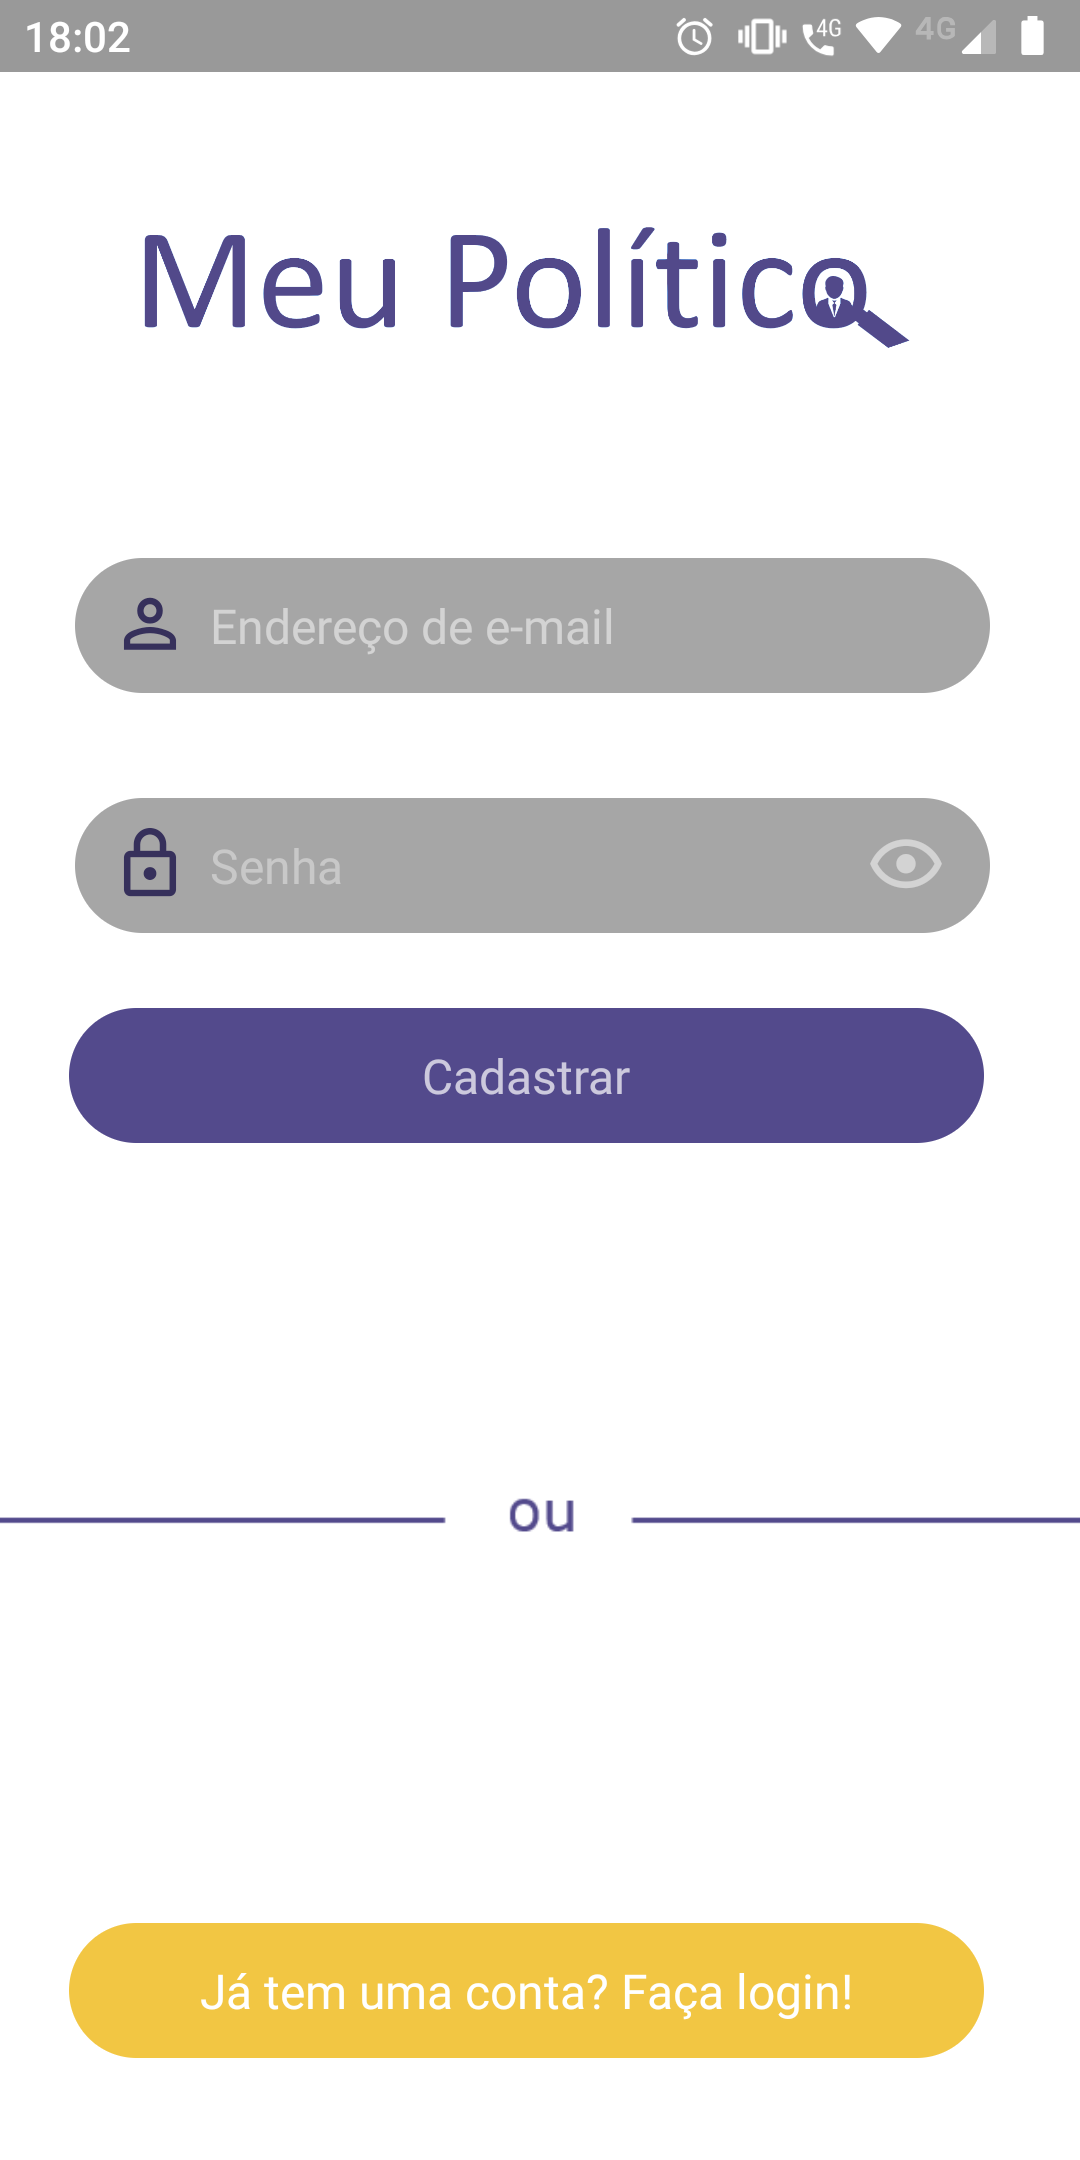 18:02
4G
4G
Meu Político
Endereço de e-mail
Senha
Cadastrar
ou
Já tem uma conta? Faça login!